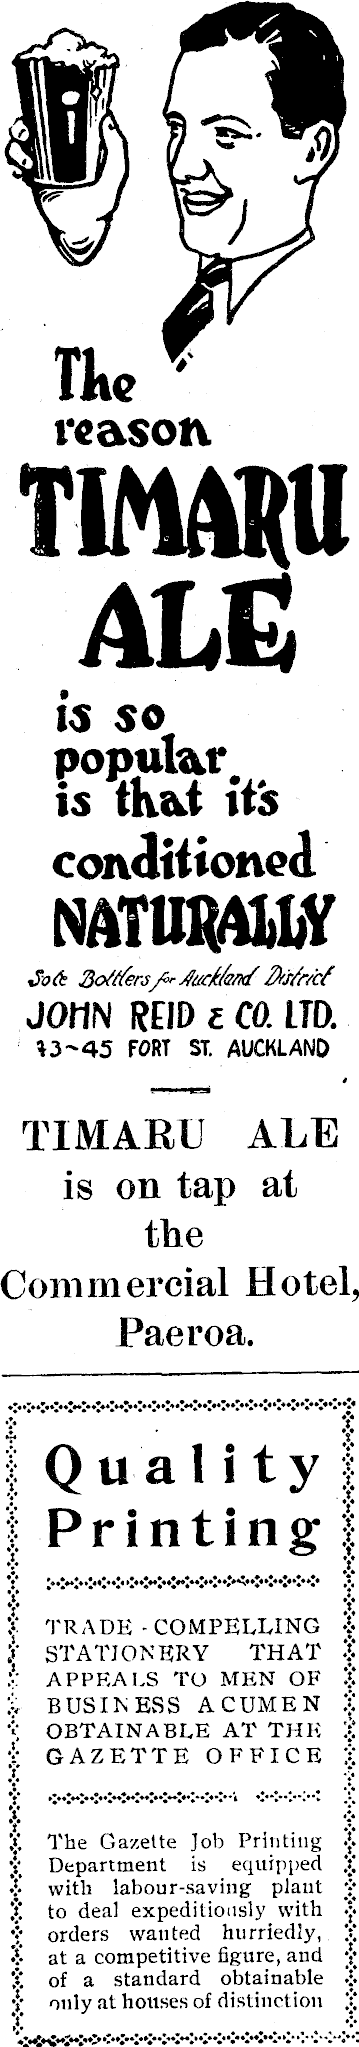 The
reason
TIMARU
ALE
is so
popular
is that it's
conditioned
NATURALLY
Sole Bottlers for Auckland District
JOHN REID & CO. LTD.
43-45 FORT ST. AUCKLAND
TIMARU ALE
is on tap at
the
Commercial Hotel,
Paeroa.
Quality
Printing
TRADE-COMPELLING
STATIONERY THAT
APPEALS TO MEN OF
BUSINESS ACUMEN
OBTAINABLE AT THE
GAZETTE OFFICE
The Gazette Job Printing
Department is equipped
with labour-saving plant
to deal expeditiously with
orders wanted hurriedly,
at a competitive figure, and
of a standard obtainable
only at houses of distinction